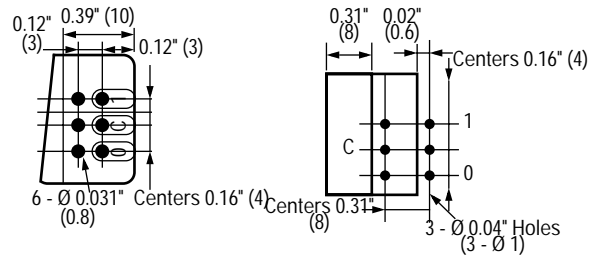 0.12"
(3)
0.39" (10)
0.12" (3)
I
C
O
6 - Ø 0.031"
(0.8)
Centers 0.16" (4)
0.31"
(8)
0.02"
(0.6)
Centers 0.16" (4)
1
C
0
Centers 0.31"
(8)
3 - Ø 0.04" Holes
(3 - Ø 1)